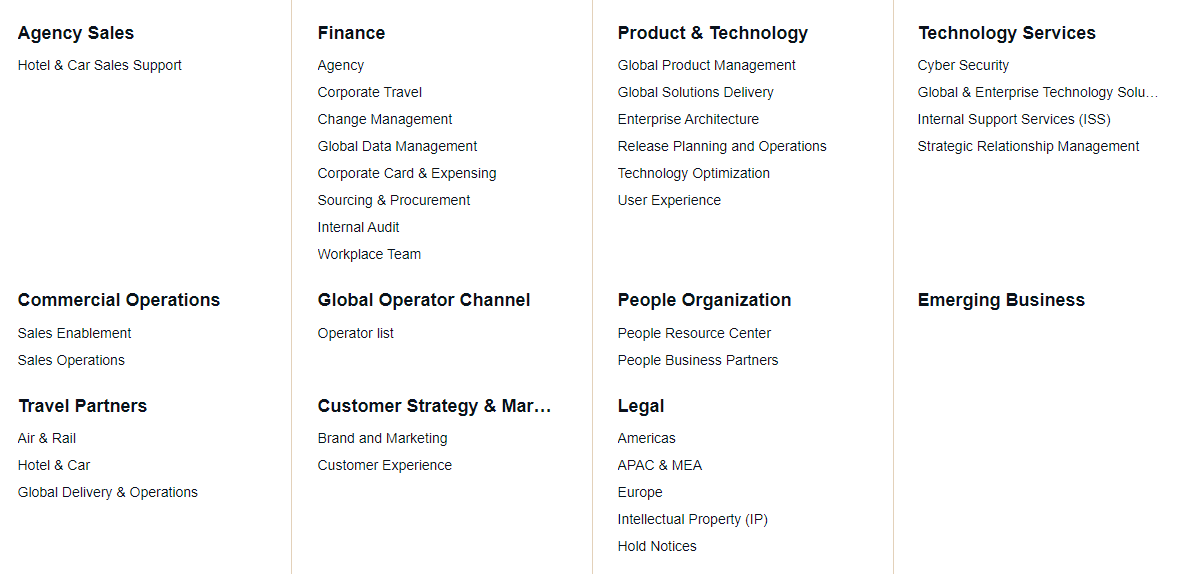 Agency Sales
Hotel & Car Sales Support
Finance
Agency
Corporate Travel
Change Management
Global Data Management
Corporate Card & Expensing
Sourcing & Procurement
Internal Audit
Workplace Team
Product & Technology
Global Product Management
Global Solutions Delivery
Enterprise Architecture
Release Planning and Operations
Technology Optimization
User Experience
Technology Services
Cyber Security
Global & Enterprise Technology Solu...
Internal Support Services (ISS)
Strategic Relationship Management
Commercial Operations
Sales Enablement
Sales Operations
Global Operator Channel
Operator list
People Organization
People Resource Center
People Business Partners
Emerging Business
Travel Partners
Air & Rail
Hotel & Car
Global Delivery & Operations
Customer Strategy & Mar...
Brand and Marketing
Customer Experience
Legal
Americas
APAC & MEA
Europe
Intellectual Property (IP)
Hold Notices